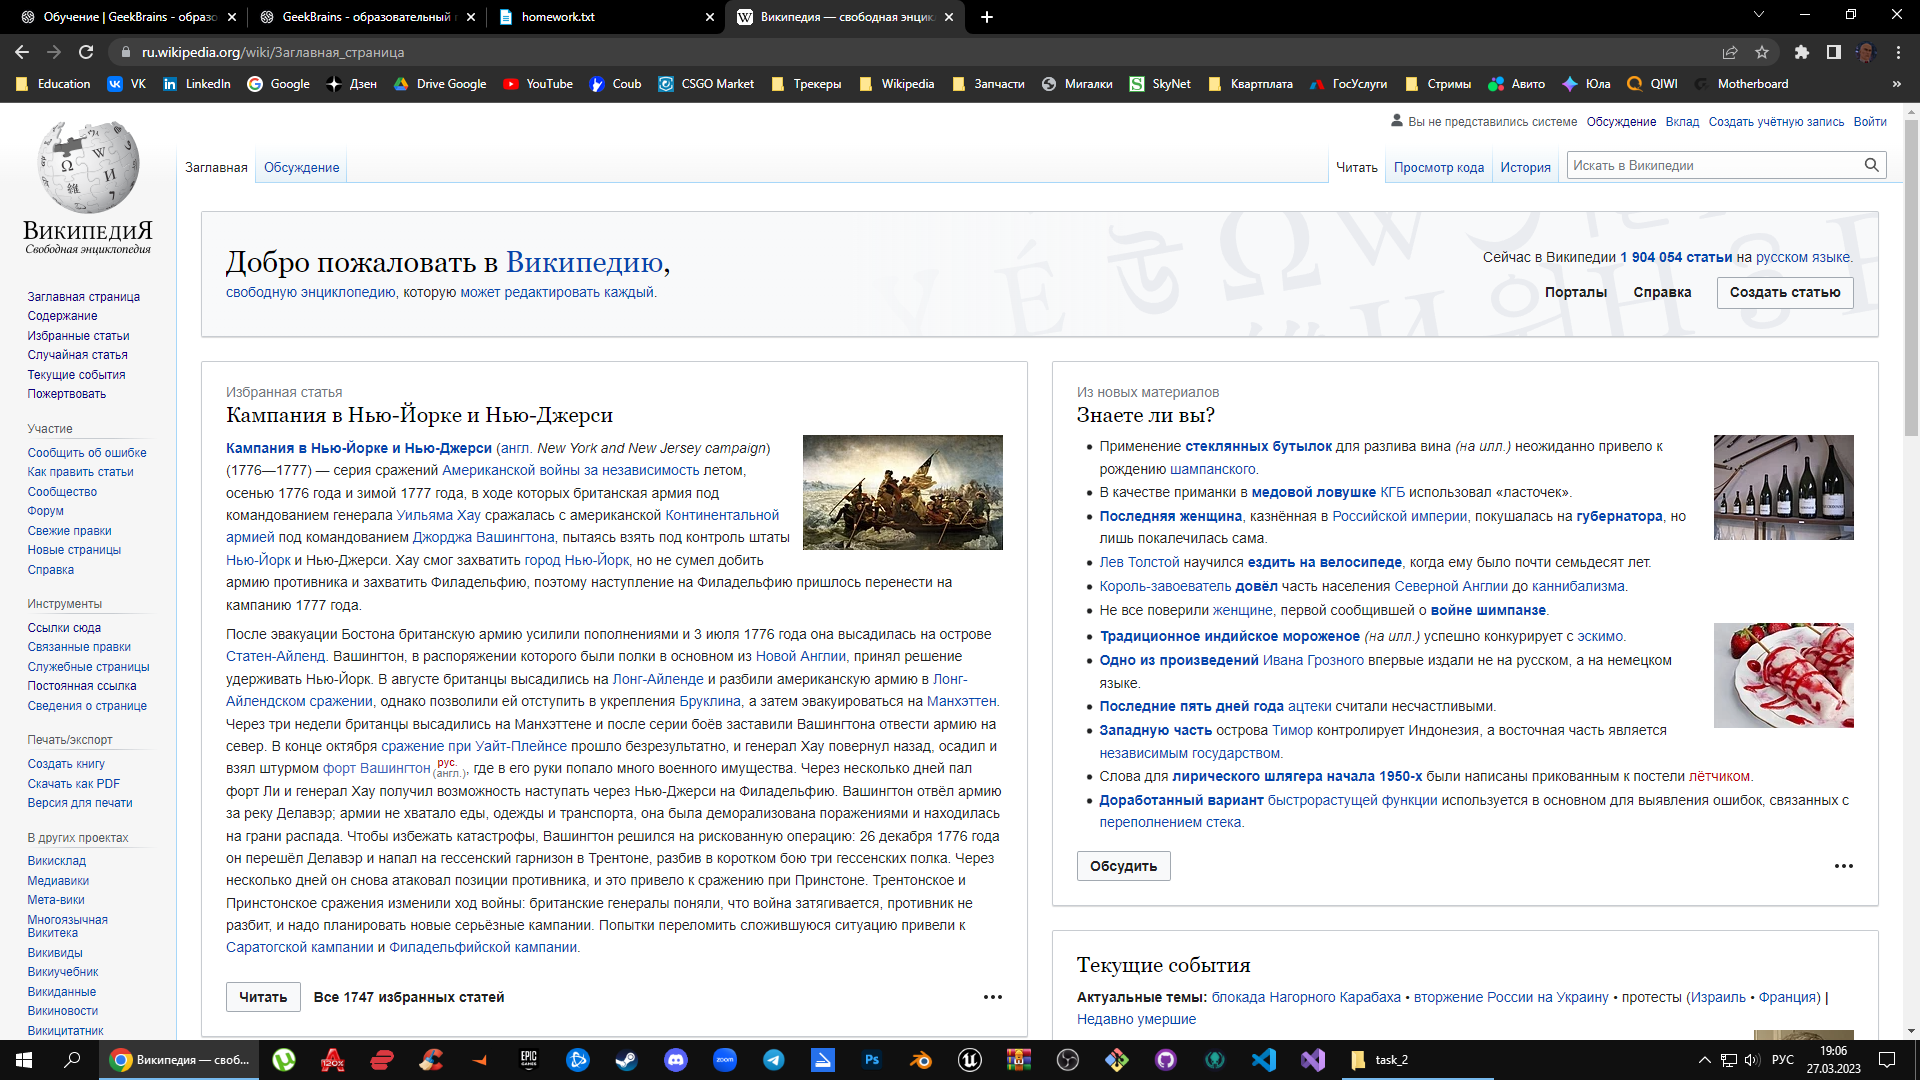 Обучение | GeekBrains - образо
GeekBrains - образовательный
homework.txt
Википедия — свободная энцик
ru.wikipedia.org/wiki/Заглавная_страница
Education
VK
LinkedIn
Google
Дзен
Drive Google
YouTube
Coub
CSGO Market
Трекеры
Wikipedia
Запчасти
Мигалки
SkyNet
Квартплата
ГосУслуги
Стримы
Авито
Юла
QIWI
Motherboard
»
Вы не представились системе Обсуждение Вклад Создать учётную запись Войти
Заглавная Обсуждение
Читать Просмотр кода История Искать в Википедии
ВикипедиЯ
Свободная энциклопедия
Заглавная страница
Содержание
Избранные статьи
Случайная статья
Текущие события
Пожертвовать
Участие
Сообщить об ошибке
Как править статьи
Сообщество
Форум
Свежие правки
Новые страницы
Справка
Инструменты
Ссылки сюда
Связанные правки
Служебные страницы
Постоянная ссылка
Сведения о странице
Печать/экспорт
Создать книгу
Скачать как PDF
Версия для печати
В других проектах
Викисклад
Медиавики
Мета-вики
Многоязычная
Викитека
Викивиды
Викиучебник
Викиданные
Викиновости
Викицитатник
Добро пожаловать в Википедию,
свободную энциклопедию, которую может редактировать каждый.
Сейчас в Википедии 1 904 054 статьи на русском языке.
Порталы Справка Создать статью
Избранная статья
Кампания в Нью-Йорке и Нью-Джерси
Кампания в Нью-Йорке и Нью-Джерси (англ. New York and New Jersey campaign)
(1776—1777) — серия сражений Американской войны за независимость летом,
осенью 1776 года и зимой 1777 года, в ходе которых британская армия под
командованием генерала Уильяма Хау сражалась с американской Континентальной
армией под командованием Джорджа Вашингтона, пытаясь взять под контроль штаты
Нью-Йорк и Нью-Джерси. Хау смог захватить город Нью-Йорк, но не сумел добить
армию противника и захватить Филадельфию, поэтому наступление на Филадельфию пришлось перенести на
кампанию 1777 года.
После эвакуации Бостона британскую армию усилили пополнениями и 3 июля 1776 года она высадилась на острове
Статен-Айленд. Вашингтон, в распоряжении которого были полки в основном из Новой Англии, принял решение
удерживать Нью-Йорк. В августе британцы высадились на Лонг-Айленде и разбили американскую армию в Лонг-
Айлендском сражении, однако позволили ей отступить в укрепления Бруклина, а затем эвакуироваться на Манхэттен.
Через три недели британцы высадились на Манхэттене и после серии боёв заставили Вашингтона отвести армию на
север. В конце октября сражение при Уайт-Плейнсе прошло безрезультатно, и генерал Хау повернул назад, осадил и
взял штурмом форт Вашингтон рус. (англ.), где в его руки попало много военного имущества. Через несколько дней пал
форт Ли и генерал Хау получил возможность наступать через Нью-Джерси на Филадельфию. Вашингтон отвёл армию
за реку Делавэр; армии не хватало еды, одежды и транспорта, она была деморализована поражениями и находилась
на грани распада. Чтобы избежать катастрофы, Вашингтон решился на рискованную операцию: 26 декабря 1776 года
он перешёл Делавэр и напал на гессенский гарнизон в Трентоне, разбив в коротком бою три гессенских полка. Через
несколько дней он снова атаковал позиции противника, и это привело к сражению при Принстоне. Трентонское и
Принстонское сражения изменили ход войны: британские генералы поняли, что война затягивается, противник не
разбит, и надо планировать новые серьёзные кампании. Попытки переломить сложившуюся ситуацию привели к
Саратогской кампании и Филадельфийской кампании.
Читать Все 1747 избранных статей
Из новых материалов
Знаете ли вы?
• Применение стеклянных бутылок для разлива вина (на илл.) неожиданно привело к
рождению шампанского.
• В качестве приманки в медовой ловушке КГБ использовал «ласточек».
• Последняя женщина, казнённая в Российской империи, покушалась на губернатора, но
лишь покалечилась сама.
• Лев Толстой научился ездить на велосипеде, когда ему было почти семьдесят лет.
• Король-завоеватель довёл часть населения Северной Англии до каннибализма.
• Не все поверили женщине, первой сообщившей о войне шимпанзе.
• Традиционное индийское мороженое (на илл.) успешно конкурирует с эскимо.
• Одно из произведений Ивана Грозного впервые издали не на русском, а на немецком
языке.
• Последние пять дней года ацтеки считали несчастливыми.
• Западную часть острова Тимор контролирует Индонезия, а восточная часть является
независимым государством.
• Слова для лирического шлягера начала 1950-х были написаны прикованным к постели лётчиком.
• Доработанный вариант быстрорастущей функции используется в основном для выявления ошибок, связанных с
переполнением стека.
Обсудить
Текущие события
Актуальные темы: блокада Нагорного Карабаха • вторжение России на Украину • протесты (Израиль • Франция) |
Недавно умершие
Википедия — своб...
task_2
РУС
19:06
27.03.2023